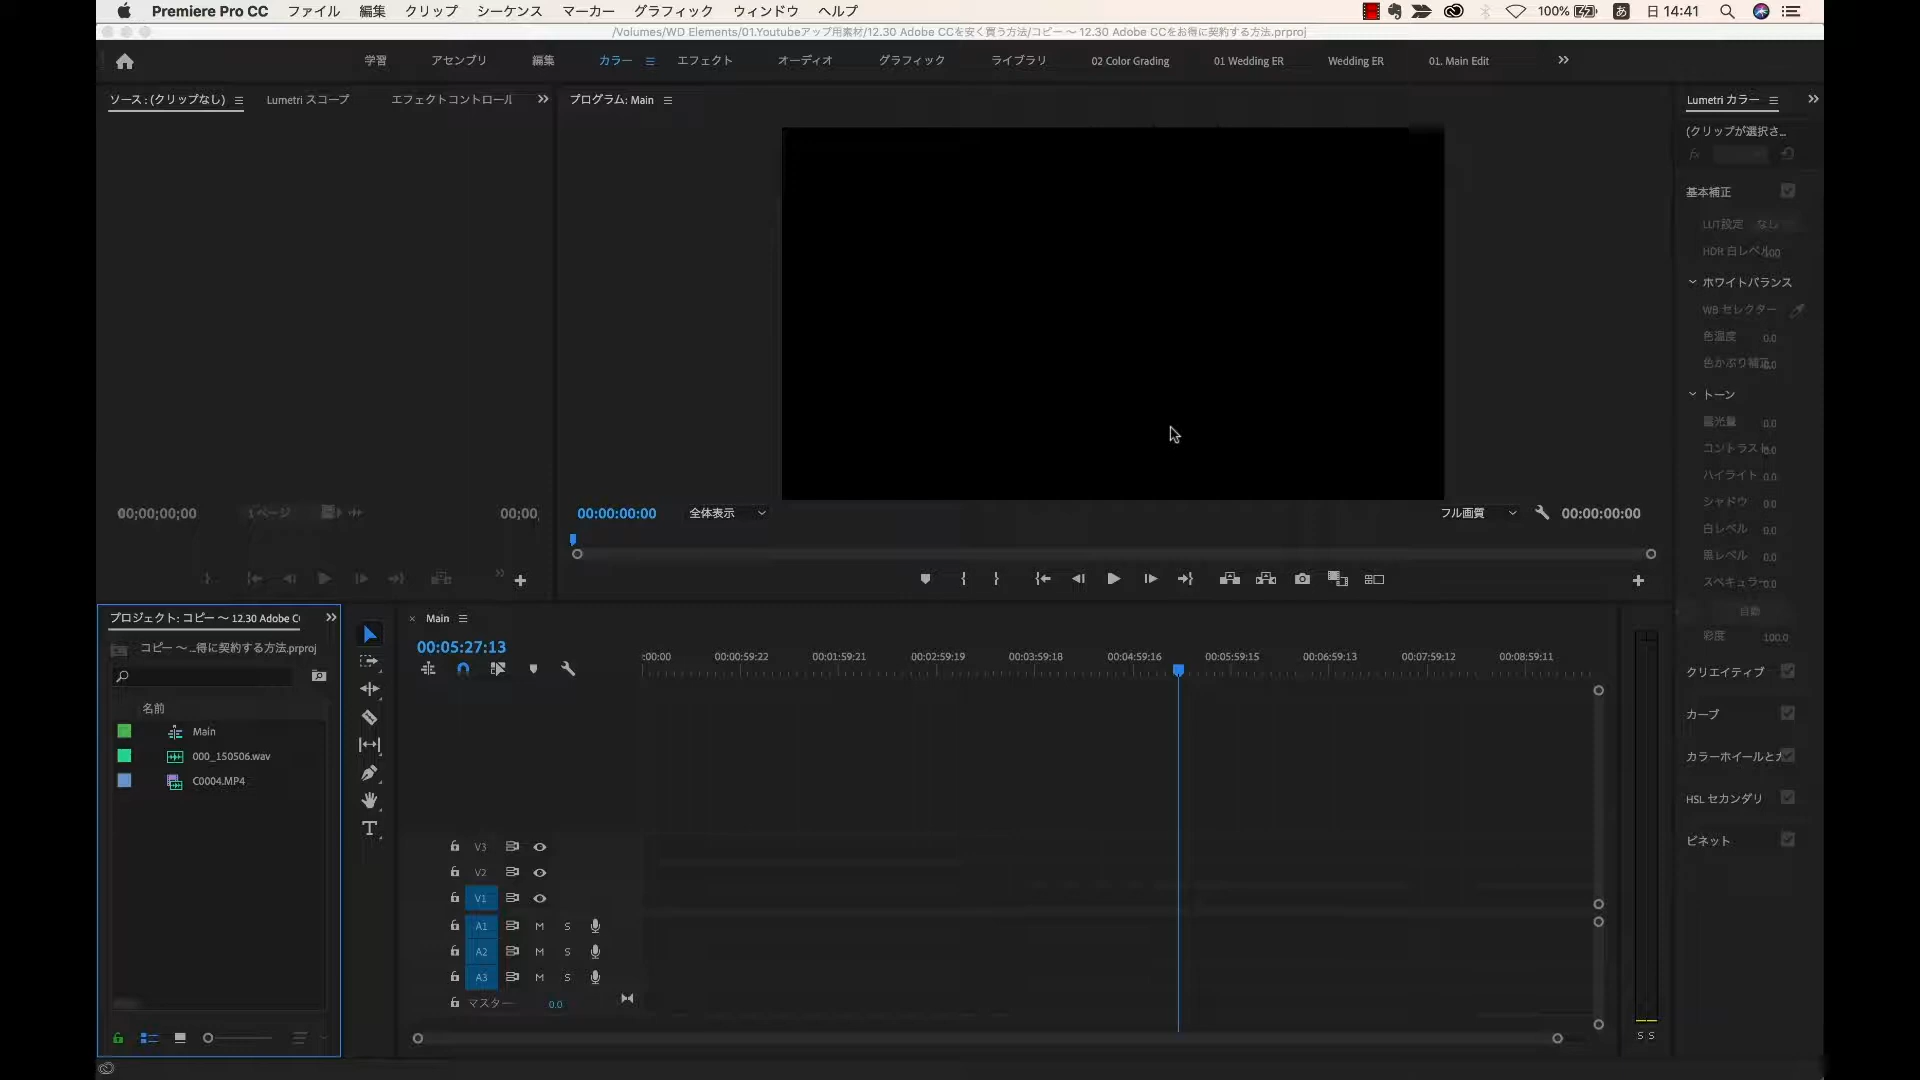 Premiere Pro CC ファイル 編集 クリップ シーケンス マーカー グラフィック ウィンドウ ヘルプ 100% あ 日 14:41
/Volumes/WD Elements/01.Youtubeアップ用素材/12.30 Adobe CCを安く買う方法/コピー 〜 12.30 Adobe CCをお得に契約する方法.prproj
学習 アセンブリ 編集 カラー エフェクト オーディオ グラフィック ライブラリ 02 Color Grading 01 Wedding ER Wedding ER 01. Main Edit
ソース : (クリップなし) Lumetri スコープ エフェクトコントロール
プログラム: Main
Lumetri カラー
(クリップが選択さ...
fx
基本補正
LUT設定 なし
HDR 白レベル
ホワイトバランス
WB セレクター
色温度 0.0
色かぶり補正 0.0
トーン
露光量 0.0
コントラスト 0.0
ハイライト 0.0
シャドウ 0.0
白レベル 0.0
黒レベル 0.0
スペキュラー 0.0
自動
彩度 100.0
クリエイティブ
カーブ
カラーホイールとカ
HSL セカンダリ
ビネット
00;00;00;00 1 ページ 00;00,
00:00:00:00 全体表示 フル画質 00:00:00:00
プロジェクト: コピー 〜 12.30 Adobe C
コピー 〜 ...得に契約する方法.prproj
名前
Main
000_150506.wav
C0004.MP4
T
× Main
00:05:27:13
:00:00 00:00:59:22 00:01:59:21 00:02:59:19 00:03:59:18 00:04:59:16 00:05:59:15 00:06:59:13 00:07:59:12 00:08:59:11
V3
V2
V1
A1 M S
A2 M S
A3 M S
マスター 0.0
S S